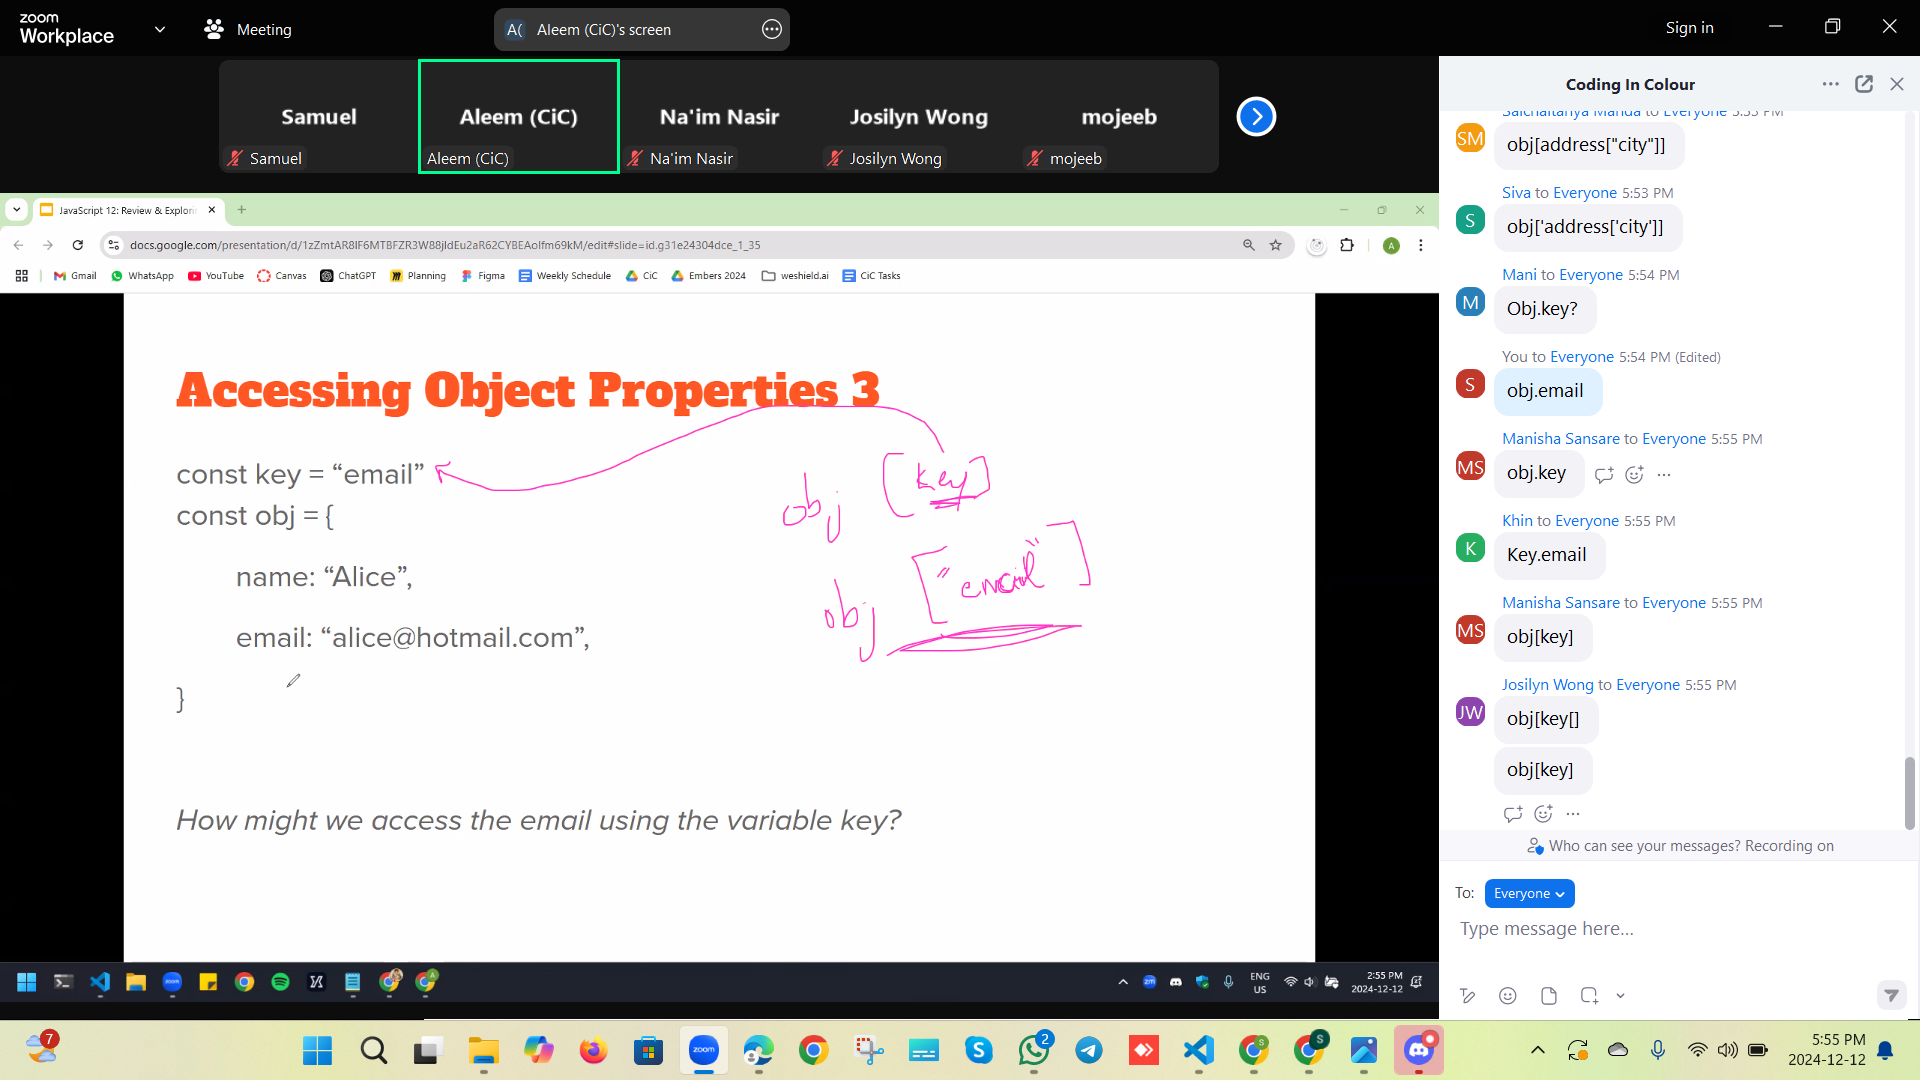 zoom
Workplace
Meeting
A( Aleem (CiC)'s screen
Sign in
Samuel
Aleem (CiC)
Na'im Nasir
Josilyn Wong
mojeeb
Samuel
Aleem (CiC)
Na'im Nasir
Josilyn Wong
mojeeb
JavaScript 12: Review & Explori
docs.google.com/presentation/d/1zZmtAR8IF6MTBFZR3W88jIdEu2aR62CYBEAolfm69kM/edit#slide=id.g31e24304dce_1_35
A
Gmail
WhatsApp
YouTube
Canvas
ChatGPT
Planning
Figma
Weekly Schedule
CiC
Embers 2024
weshield.ai
CiC Tasks
Accessing Object Properties 3
const key = “email”
const obj = {
name: “Alice”,
email: “alice@hotmail.com”,
}
obj [key]
obj ["email"]
How might we access the email using the variable key?
ENG
US
2:55 PM
2024-12-12
Coding In Colour
Saichaitanya Manda to Everyone 5:53 PM
SM
obj[address["city"]]
Siva to Everyone 5:53 PM
S
obj['address['city']]
Mani to Everyone 5:54 PM
M
Obj.key?
You to Everyone 5:54 PM (Edited)
S
obj.email
Manisha Sansare to Everyone 5:55 PM
MS
obj.key
Khin to Everyone 5:55 PM
K
Key.email
Manisha Sansare to Everyone 5:55 PM
MS
obj[key]
Josilyn Wong to Everyone 5:55 PM
JW
obj[key[]
obj[key]
Who can see your messages? Recording on
To: Everyone
Type message here...
7
zoom
2
S
5:55 PM
2024-12-12